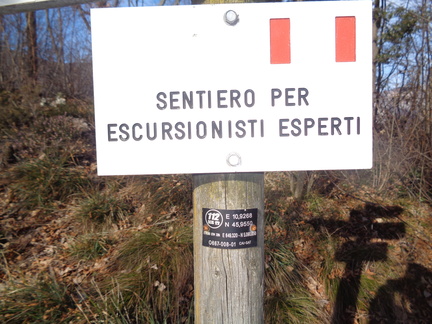 SENTIERO PER
ESCURSIONISTI ESPERTI
112
E 10,9268
N 45,9550
0687-008-01